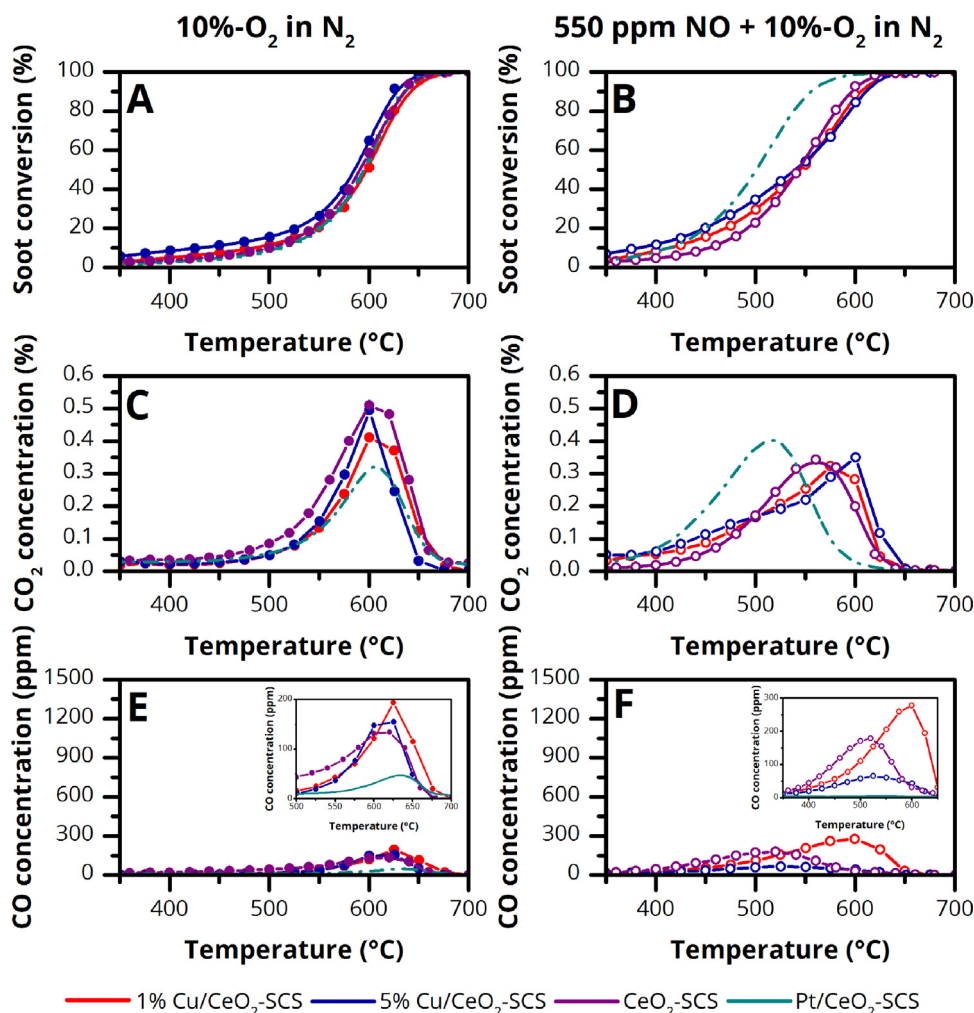 10%-O₂ in N₂
550 ppm NO + 10%-O₂ in N₂
Soot conversion (%)
100
80
60
40
20
0
A
400 500 600 700
Temperature (°C)
Soot conversion (%)
100
80
60
40
20
0
B
400 500 600 700
Temperature (°C)
CO₂ concentration (%)
0.6
0.5
0.4
0.3
0.2
0.1
0.0
C
400 500 600 700
Temperature (°C)
CO₂ concentration (%)
0.6
0.5
0.4
0.3
0.2
0.1
0.0
D
400 500 600 700
Temperature (°C)
CO concentration (ppm)
1500
1200
900
600
300
0
E
CO concentration (ppm)
200
100
0
500 550 600 650 700
Temperature (°C)
400 500 600 700
Temperature (°C)
CO concentration (ppm)
1500
1200
900
600
300
0
F
CO concentration (ppm)
300
200
100
0
400 500 600
Temperature (°C)
400 500 600 700
Temperature (°C)
1% Cu/CeO₂-SCS 5% Cu/CeO₂-SCS CeO₂-SCS Pt/CeO₂-SCS